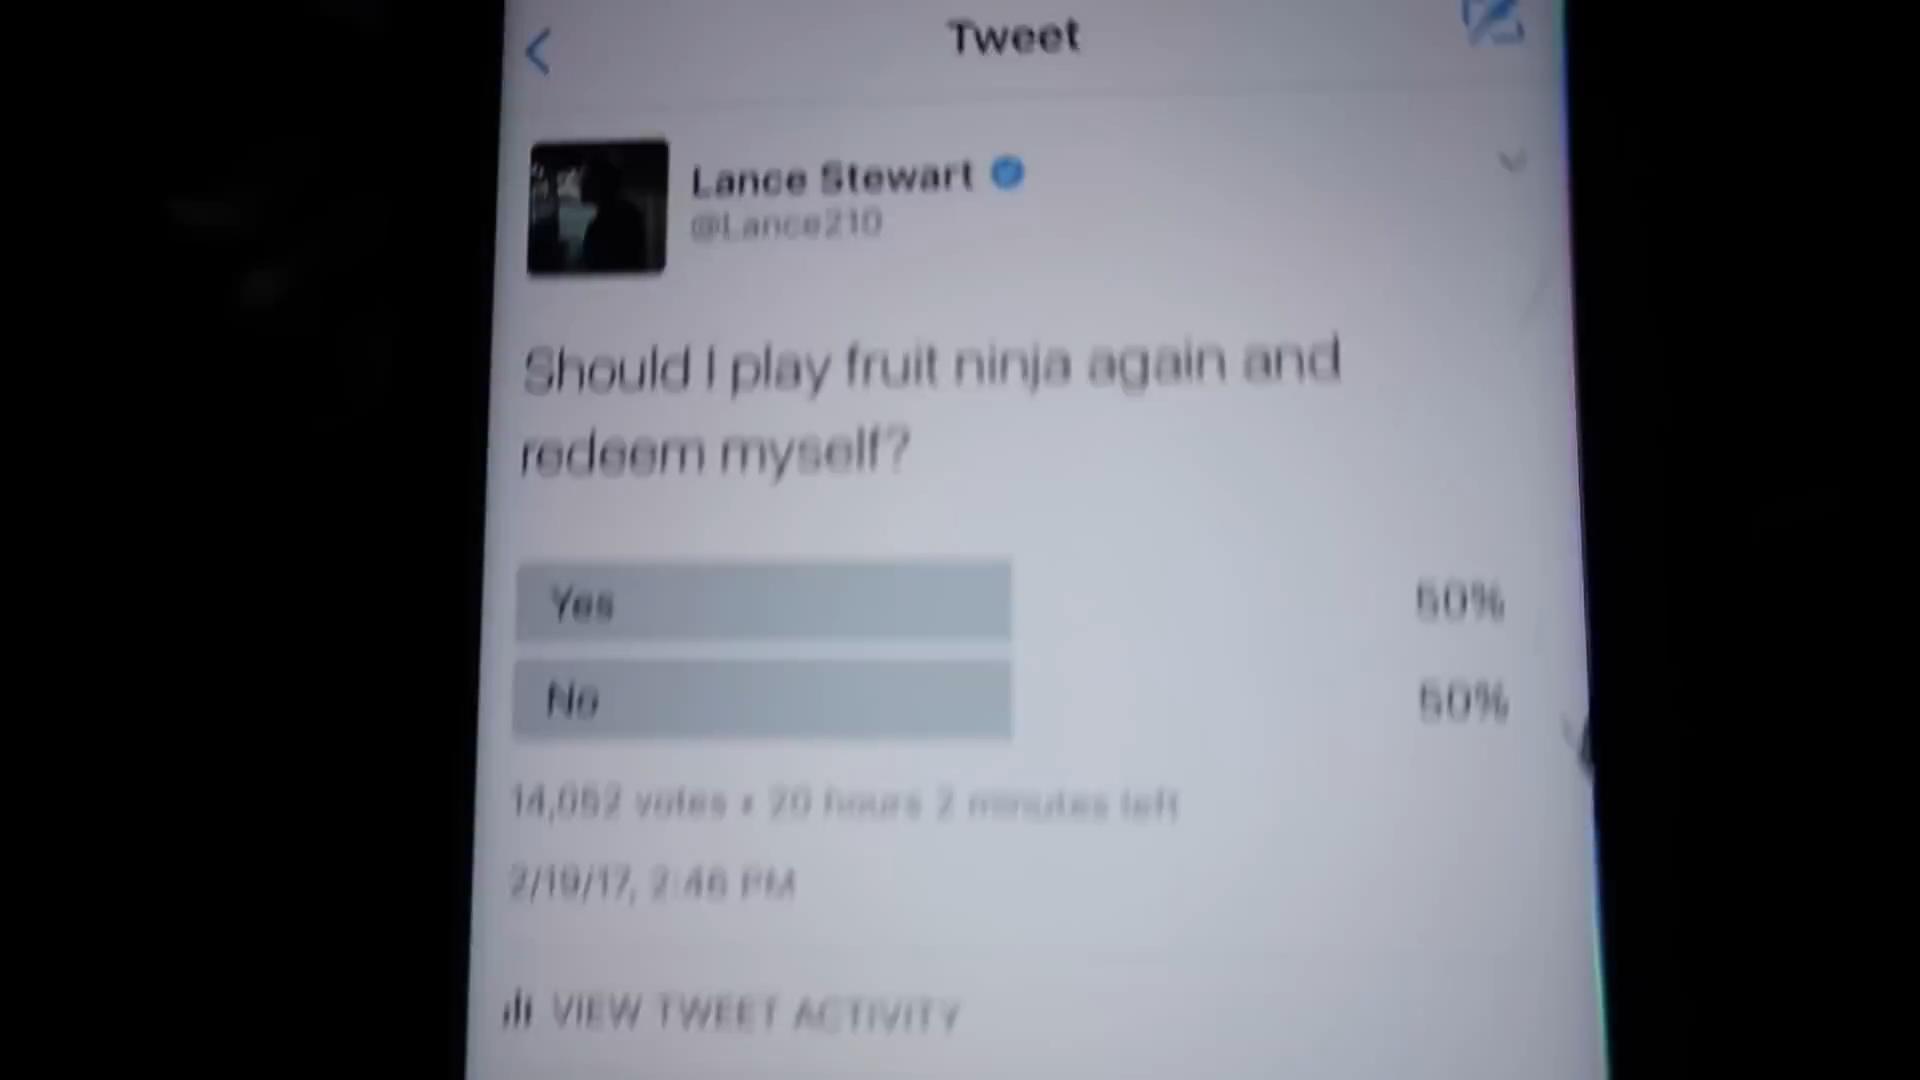 Tweet
Lance Stewart
@Lance210
Should I play fruit ninja again and
redeem myself?
Yes 50%
No 50%
14,052 votes • 20 hours 2 minutes left
2/19/17, 2:46 PM
VIEW TWEET ACTIVITY